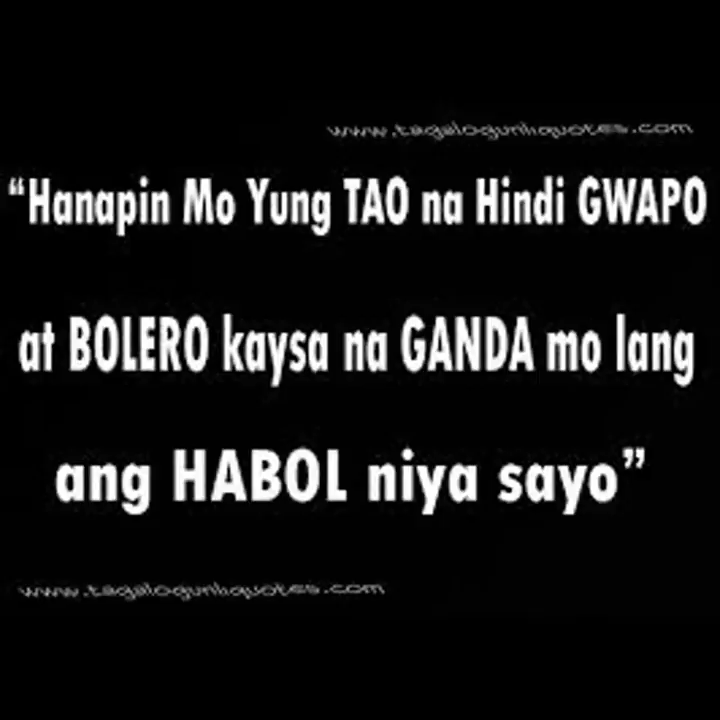 www.tagalogunliquotes.com
“Hanapin Mo Yung TAO na Hindi GWAPO
at BOLERO kaysa na GANDA mo lang
ang HABOL niya sayo”
www.tagalogunliquotes.com